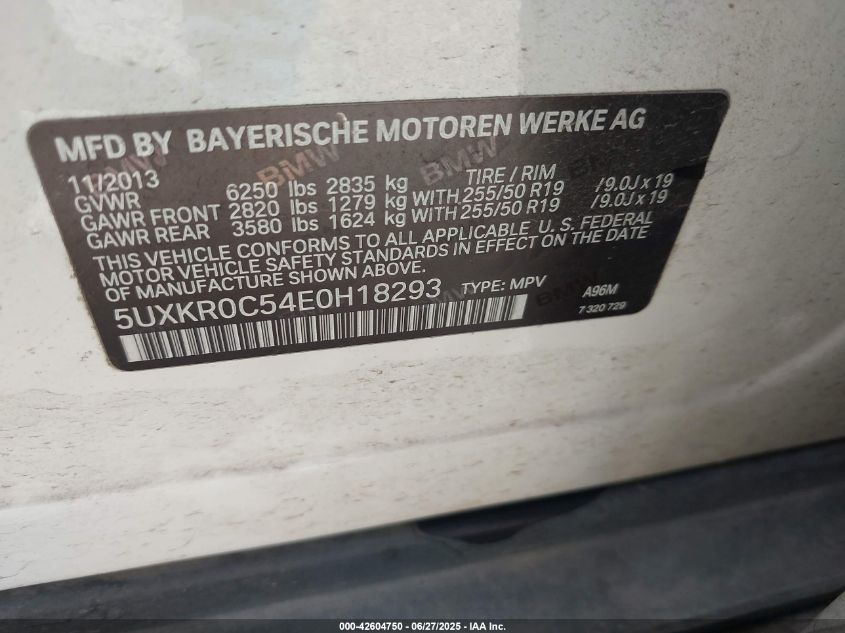 MFD BY BAYERISCHE MOTOREN WERKE AG
11/2013 TIRE / RIM
GVWR 6250 lbs 2835 kg
GAWR FRONT 2820 lbs 1279 kg WITH 255/50 R19 /9.0J x 19
GAWR REAR 3580 lbs 1624 kg WITH 255/50 R19 /9.0J x 19
THIS VEHICLE CONFORMS TO ALL APPLICABLE U. S. FEDERAL
MOTOR VEHICLE SAFETY STANDARDS IN EFFECT ON THE DATE
OF MANUFACTURE SHOWN ABOVE.
5UXKR0C54E0H18293 TYPE: MPV A96M
7 320 729
BMW BMW BMW
000-42604750 - 06/27/2025 - IAA Inc.